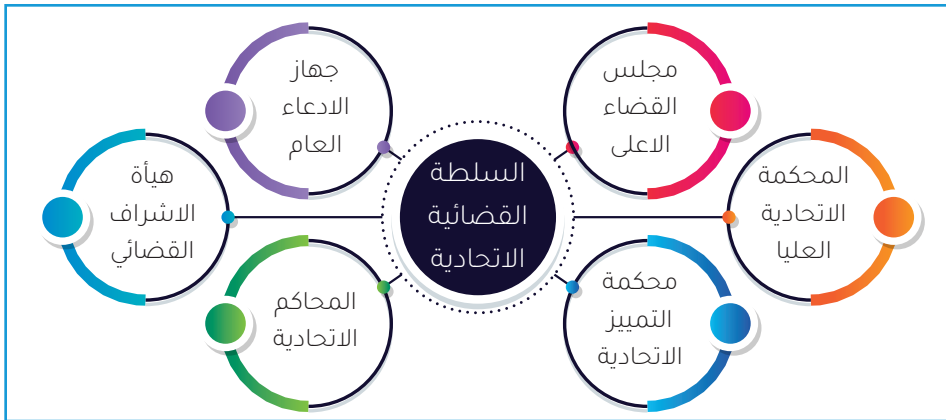 السلطة
القضائية
الاتحادية
مجلس
القضاء
الاعلى
المحكمة
الاتحادية
العليا
محكمة
التمييز
الاتحادية
جهاز
الادعاء
العام
هيأة
الاشراف
القضائي
المحاكم
الاتحادية